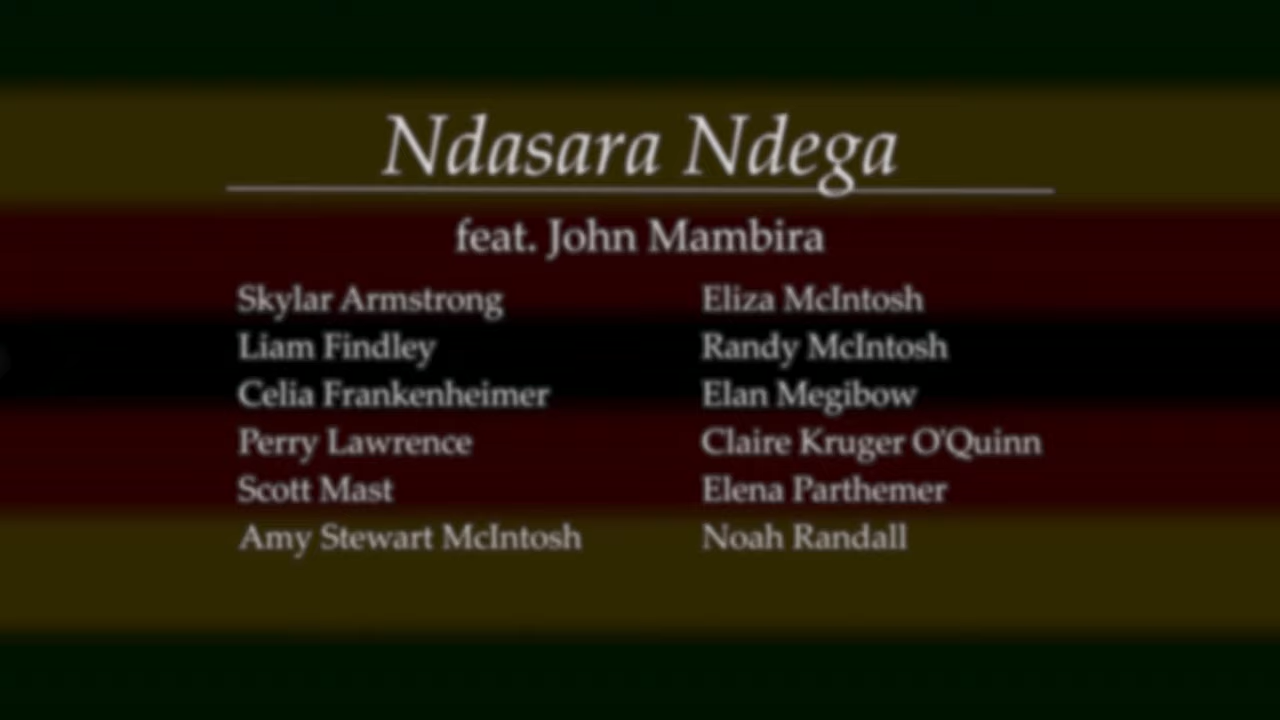 Ndasara Ndega
feat. John Mambira
Skylar Armstrong
Liam Findley
Celia Frankenheimer
Perry Lawrence
Scott Mast
Amy Stewart McIntosh
Eliza McIntosh
Randy McIntosh
Elan Megibow
Claire Kruger O'Quinn
Elena Parthemer
Noah Randall